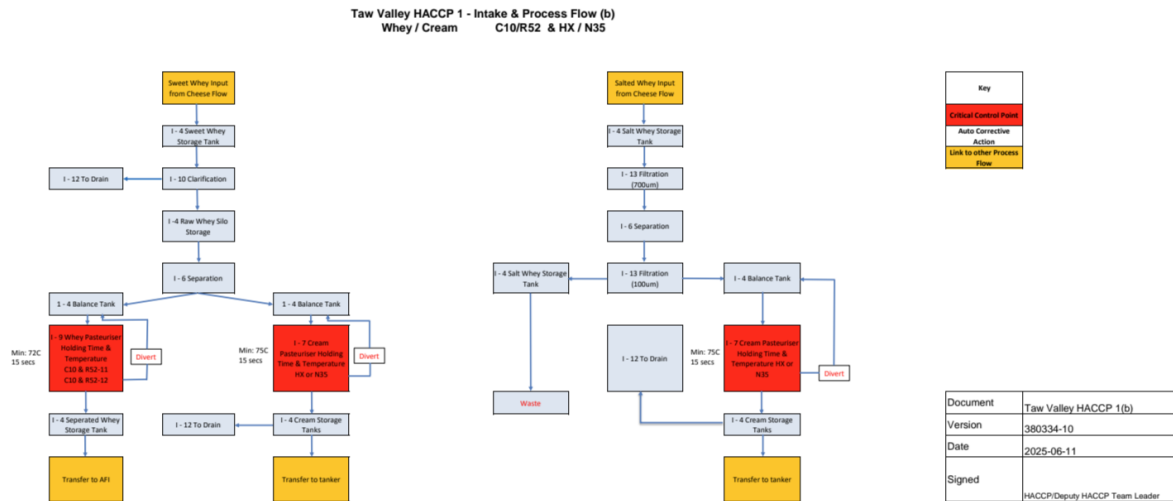 Taw Valley HACCP 1 - Intake & Process Flow (b)
Whey / Cream C10/R52 & HX / N35
Sweet Whey Input
from Cheese Flow
I - 4 Sweet Whey
Storage Tank
I - 12 To Drain
I - 10 Clarification
I -4 Raw Whey Silo
Storage
I - 6 Separation
1 - 4 Balance Tank
1 - 4 Balance Tank
Min: 72C
15 secs
I - 9 Whey Pasteuriser
Holding Time &
Temperature
C10 & R52-11
C10 & R52-12
Divert
Min: 75C
15 secs
I - 7 Cream
Pasteuriser Holding
Time & Temperature
HX or N35
Divert
I - 4 Seperated Whey
Storage Tank
I - 12 To Drain
I - 4 Cream Storage
Tanks
Transfer to AFI
Transfer to tanker
Salted Whey Input
from Cheese Flow
I - 4 Salt Whey Storage
Tank
I - 13 Filtration
(700um)
I - 6 Separation
I - 4 Salt Whey Storage
Tank
I - 13 Filtration
(100um)
I - 4 Balance Tank
I - 12 To Drain
Min: 75C
15 secs
I - 7 Cream Pasteuriser
Holding Time &
Temperature HX or
N35
Divert
Waste
I - 4 Cream Storage
Tanks
Transfer to tanker
Key
Critical Control Point
Auto Corrective
Action
Link to other Process
Flow
Document Taw Valley HACCP 1(b)
Version 380334-10
Date 2025-06-11
Signed
HACCP/Deputy HACCP Team Leader